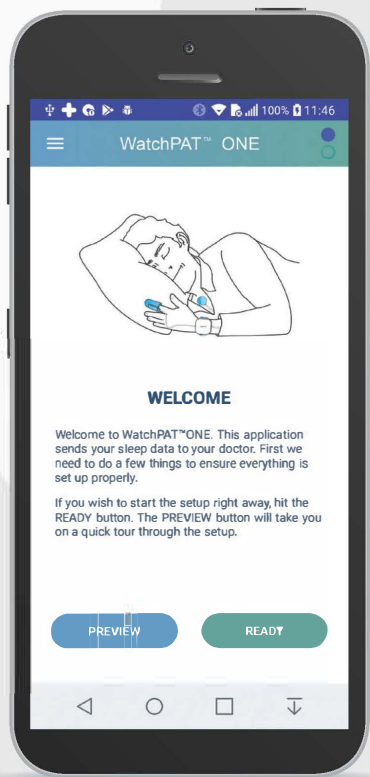 100% 11:46
WatchPAT™ ONE
WELCOME
Welcome to WatchPAT™ONE. This application
sends your sleep data to your doctor. First we
need to do a few things to ensure everything is
set up properly.
If you wish to start the setup right away, hit the
READY button. The PREVIEW button will take you
on a quick tour through the setup.
PREVIEW READY